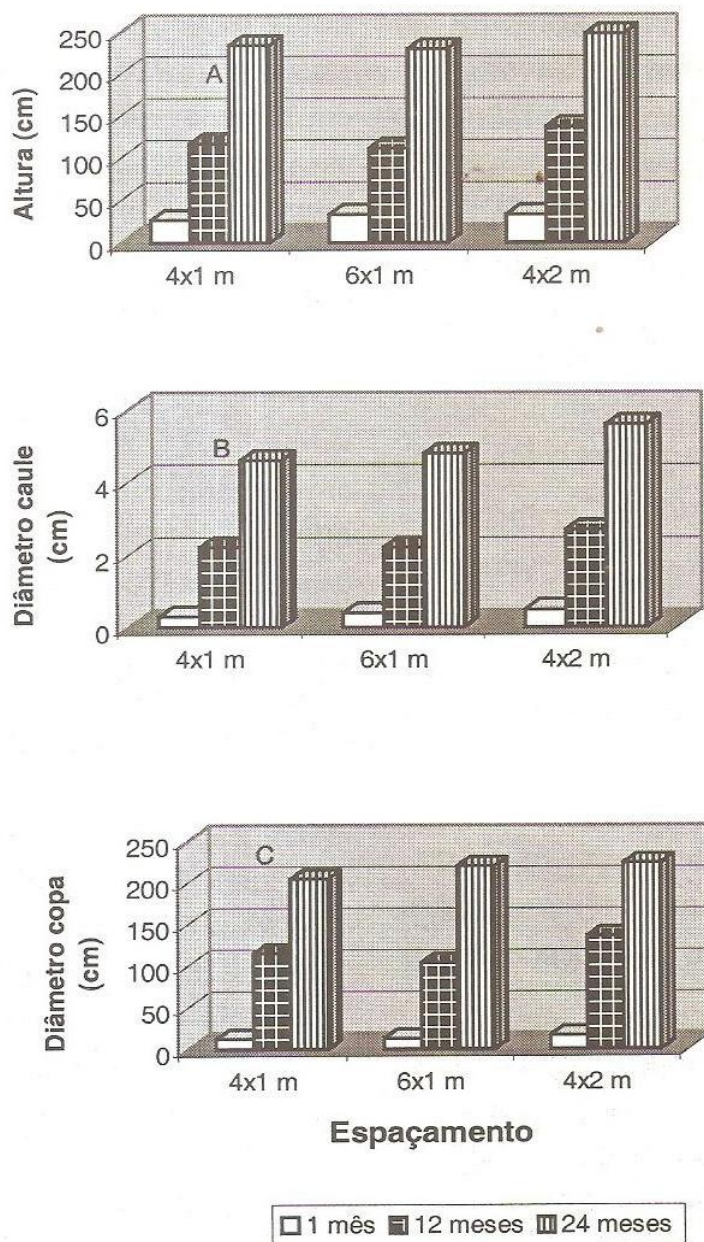 250
200
150
100
50
0
Altura (cm)
A
4x1 m 6x1 m 4x2 m
6
4
2
0
Diâmetro caule
(cm)
B
4x1 m 6x1 m 4x2 m
250
200
150
100
50
0
Diâmetro copa
(cm)
C
4x1 m 6x1 m 4x2 m
Espaçamento
1 mês 12 meses 24 meses